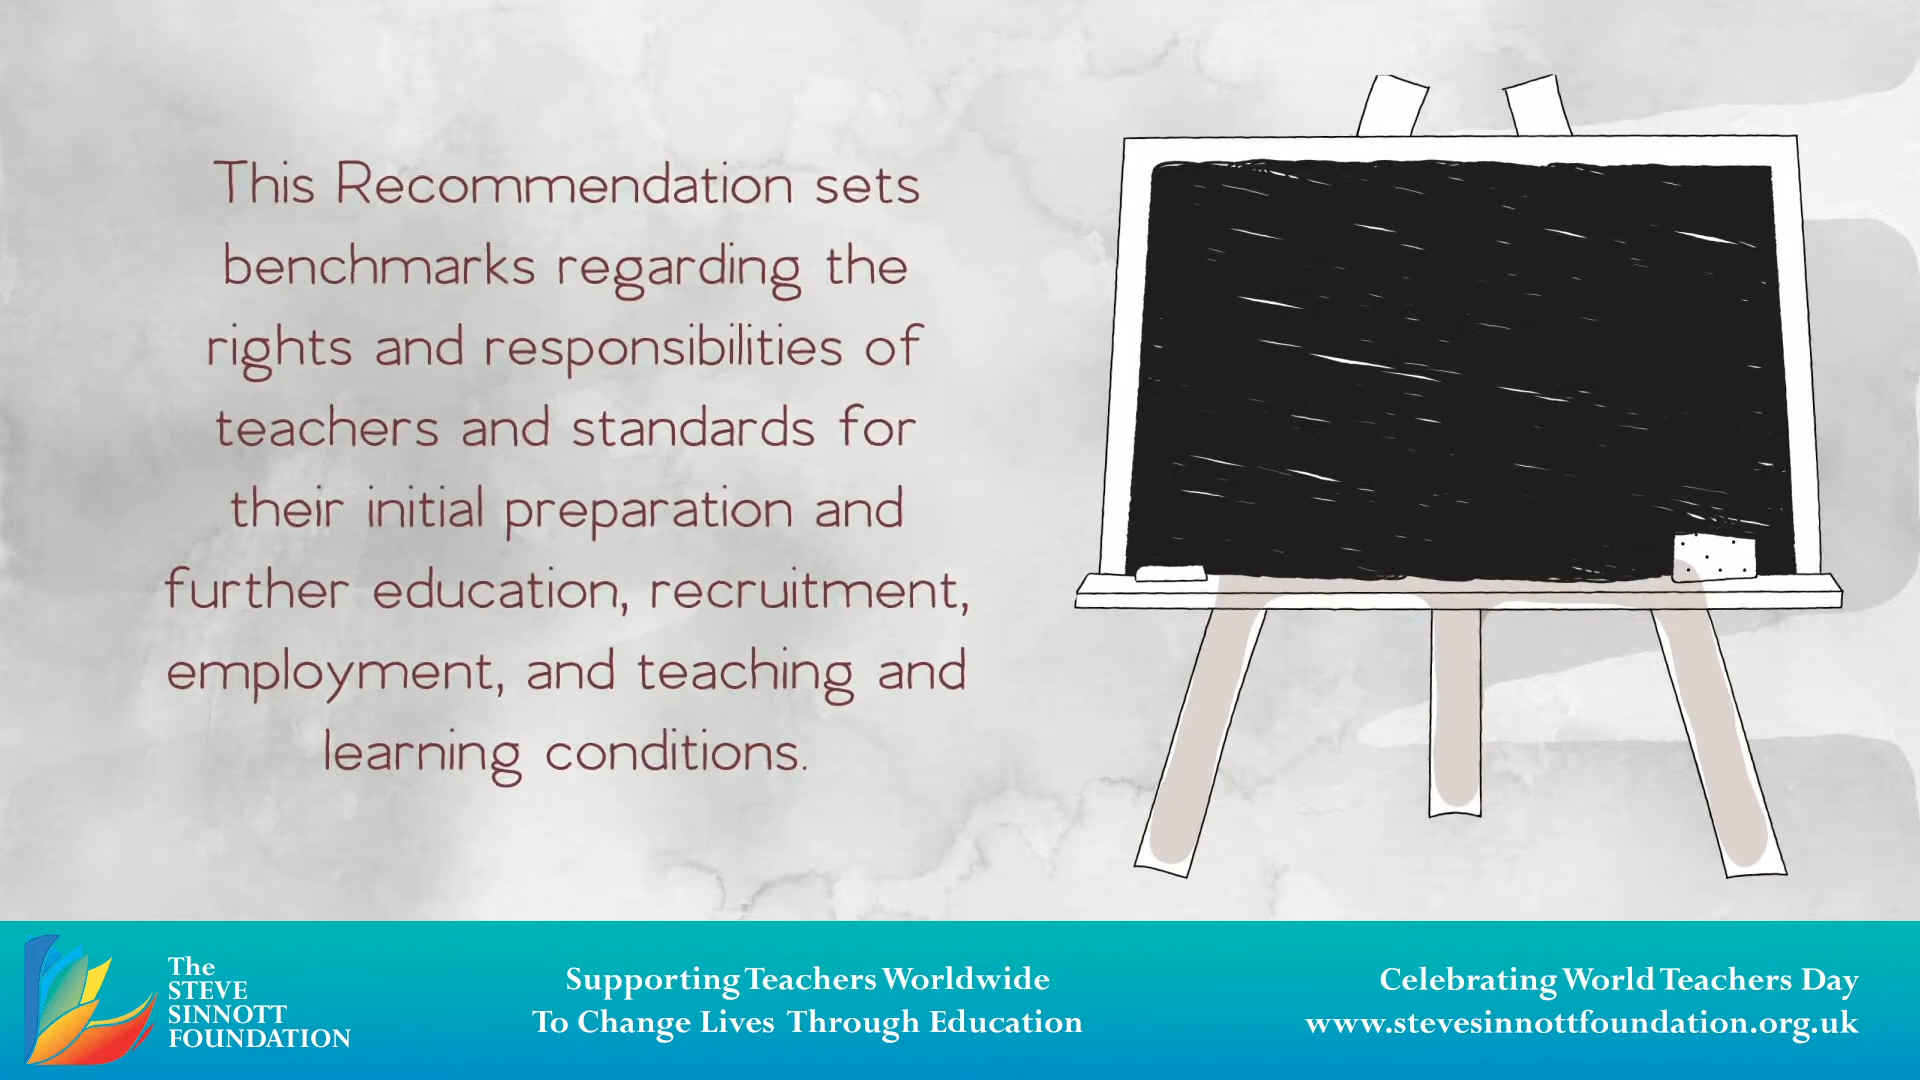 This Recommendation sets
benchmarks regarding the
rights and responsibilities of
teachers and standards for
their initial preparation and
further education, recruitment,
employment, and teaching and
learning conditions.
The
STEVE
SINNOTT
FOUNDATION
Supporting Teachers Worldwide
To Change Lives Through Education
Celebrating World Teachers Day
www.stevesinnottfoundation.org.uk